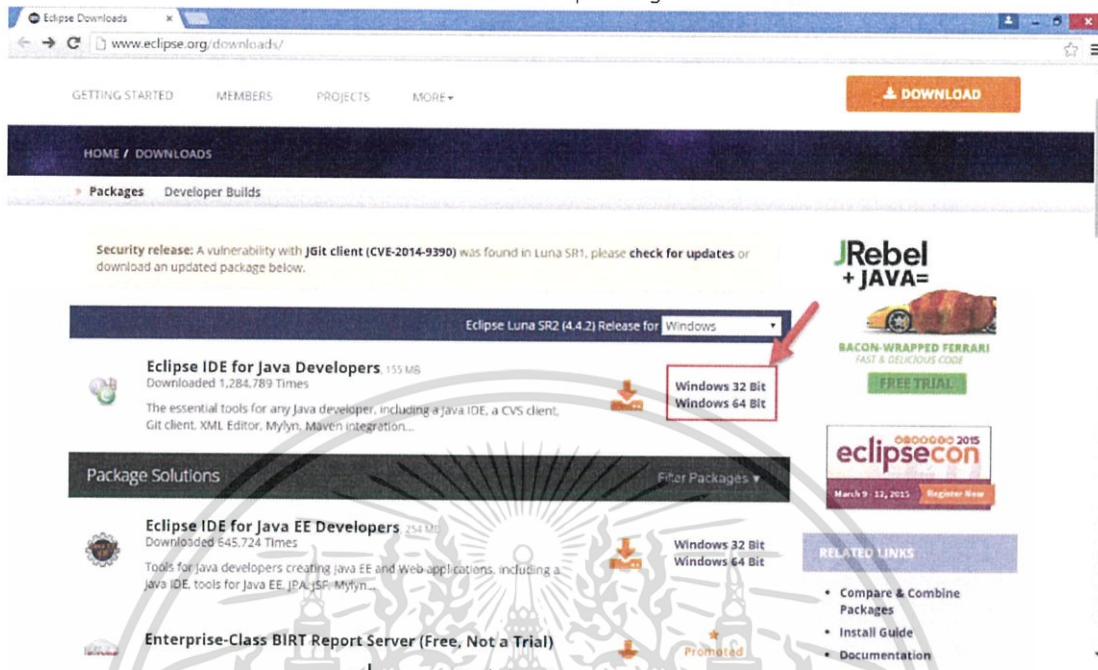 Eclipse Downloads
www.eclipse.org/downloads/
GETTING STARTED MEMBERS PROJECTS MORE
DOWNLOAD
HOME / DOWNLOADS
Packages Developer Builds
Security release: A vulnerability with JGit client (CVE-2014-9390) was found in Luna SR1, please check for updates or
download an updated package below.
Eclipse Luna SR2 (4.4.2) Release for Windows
Eclipse IDE for Java Developers, 155 MB
Downloaded 1,284,789 Times
The essential tools for any Java developer, including a Java IDE, a CVS client,
Git client, XML Editor, Mylyn, Maven integration...
Windows 32 Bit
Windows 64 Bit
Package Solutions
Filter Packages
Eclipse IDE for Java EE Developers, 254 MB
Downloaded 645,724 Times
Tools for Java developers creating Java EE and Web applications, including a
Java IDE, tools for Java EE, JPA, JSF, Mylyn...
Windows 32 Bit
Windows 64 Bit
Enterprise-Class BIRT Report Server (Free, Not a Trial)
Promoted
JRebel
+ JAVA=
BACON-WRAPPED FERRARI
FAST & DELICIOUS CODE
FREE TRIAL
eclipsecon 2015
March 9 - 12, 2015 Register Now
RELATED LINKS
• Compare & Combine
Packages
• Install Guide
• Documentation